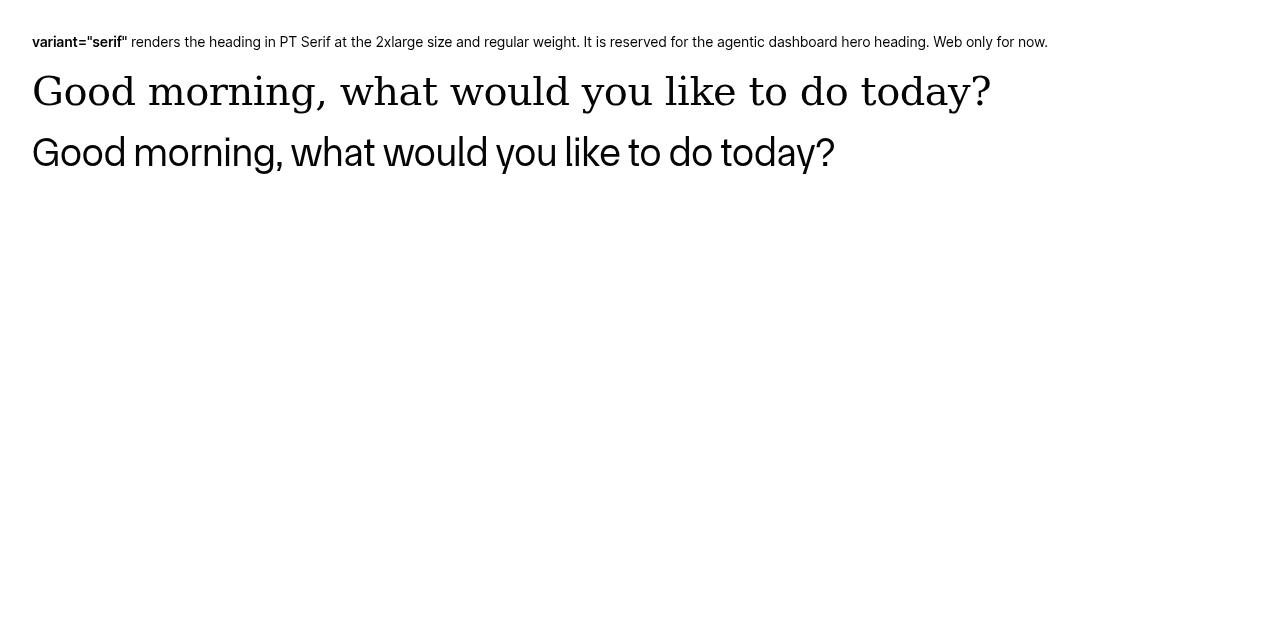 variant="serif" renders the heading in PT Serif at the 2xlarge size and regular weight. It is reserved for the agentic dashboard hero heading. Web only for now.
Good morning, what would you like to do today?
Good morning, what would you like to do today?